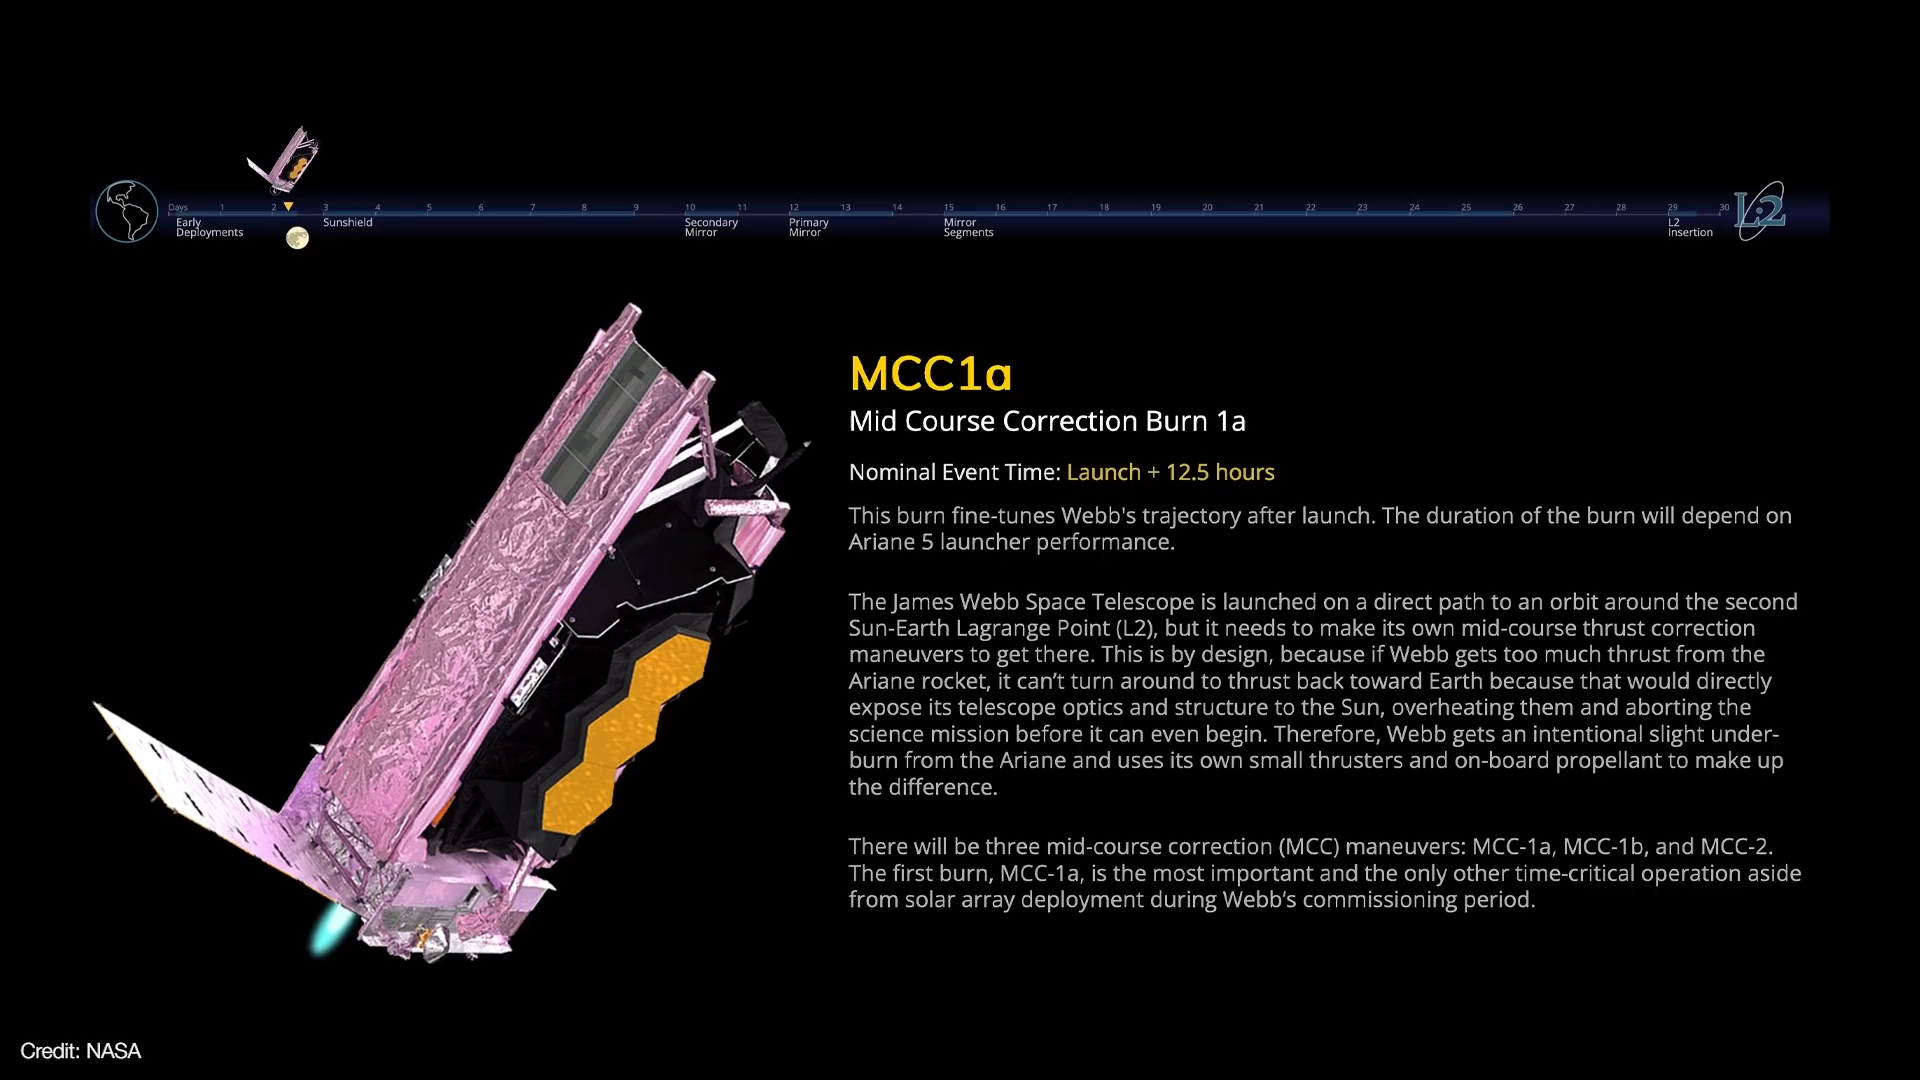 Days 1 2 3 4 5 6 7 8 9 10 11 12 13 14 15 16 17 18 19 20 21 22 23 24 25 26 27 28 29 30
L2
Early Deployments
Sunshield
Secondary Mirror
Primary Mirror
Mirror Segments
L2 Insertion
MCC1a
Mid Course Correction Burn 1a
Nominal Event Time: Launch + 12.5 hours
This burn fine-tunes Webb's trajectory after launch. The duration of the burn will depend on
Ariane 5 launcher performance.
The James Webb Space Telescope is launched on a direct path to an orbit around the second
Sun-Earth Lagrange Point (L2), but it needs to make its own mid-course thrust correction
maneuvers to get there. This is by design, because if Webb gets too much thrust from the
Ariane rocket, it can’t turn around to thrust back toward Earth because that would directly
expose its telescope optics and structure to the Sun, overheating them and aborting the
science mission before it can even begin. Therefore, Webb gets an intentional slight under-
burn from the Ariane and uses its own small thrusters and on-board propellant to make up
the difference.
There will be three mid-course correction (MCC) maneuvers: MCC-1a, MCC-1b, and MCC-2.
The first burn, MCC-1a, is the most important and the only other time-critical operation aside
from solar array deployment during Webb’s commissioning period.
Credit: NASA